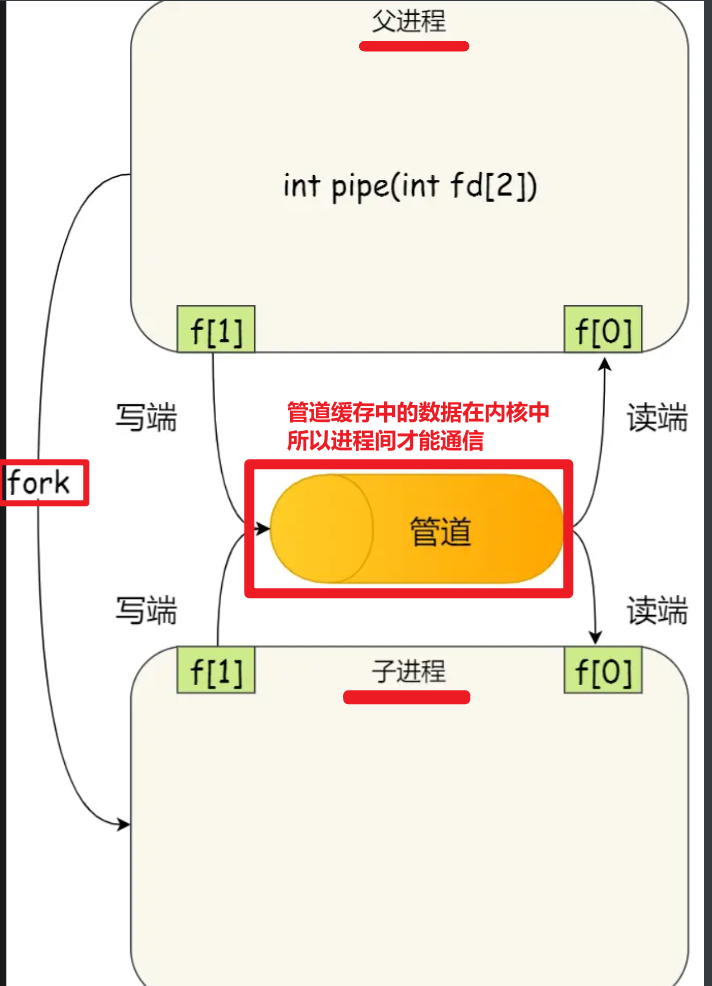 父进程
int pipe(int fd[2])
f[1]
f[0]
写端
管道缓存中的数据在内核中
所以进程间才能通信
读端
fork
管道
写端
读端
f[1]
子进程
f[0]